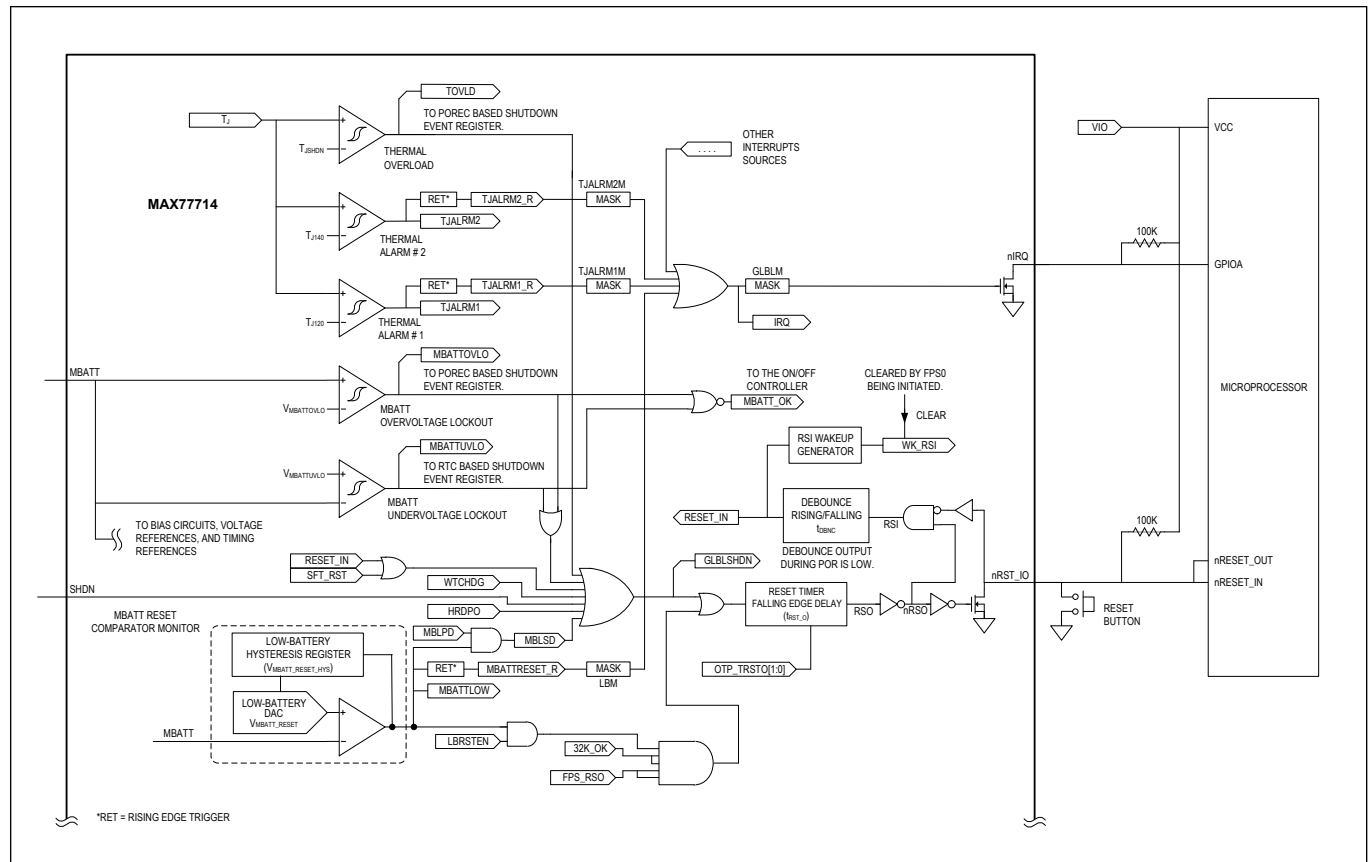 TOVLD
TO POREC BASED SHUTDOWN
EVENT REGISTER.
TJ
+
−
TJSHDN
THERMAL
OVERLOAD
MAX77714
+
−
TJ140
RET*
TJALRM2_R
TJALRM2
THERMAL
ALARM # 2
TJALRM2M
MASK
+
−
TJ120
RET*
TJALRM1_R
TJALRM1
THERMAL
ALARM # 1
TJALRM1M
MASK
. . . .
OTHER
INTERRUPTS
SOURCES
GLBLM
MASK
IRQ
nIRQ
VIO
100K
VCC
GPIOA
MICROPROCESSOR
MBATT
MBATTOVLO
TO POREC BASED SHUTDOWN
EVENT REGISTER.
+
−
VMBATTOVLO
MBATT
OVERVOLTAGE LOCKOUT
TO THE ON/OFF
CONTROLLER
MBATT_OK
CLEARED BY FPS0
BEING INITIATED.
CLEAR
RSI WAKEUP
GENERATOR
WK_RSI
MBATTUVLO
TO RTC BASED SHUTDOWN
EVENT REGISTER.
VMBATTUVLO
+
−
MBATT
UNDERVOLTAGE LOCKOUT
TO BIAS CIRCUITS, VOLTAGE
REFERENCES, AND TIMING
REFERENCES
RESET_IN
DEBOUNCE
RISING/FALLING
tDBNC
RSI
DEBOUNCE OUTPUT
DURING POR IS LOW.
100K
nRESET_OUT
nRESET_IN
nRST_IO
RESET
BUTTON
RESET_IN
SFT_RST
WTCHDG
SHDN
HRDPO
MBLPD
MBLSD
GLBLSHDN
RESET TIMER
FALLING EDGE DELAY
(tRST_O)
RSO
nRSO
OTP_TRSTO[1:0]
MBATT RESET
COMPARATOR MONITOR
LOW-BATTERY
HYSTERESIS REGISTER
(VMBATT_RESET_HYS)
LOW-BATTERY
DAC
VMBATT_RESET
+
−
MBATT
RET*
MBATTRESET_R
MASK
LBM
MBATTLOW
LBRSTEN
32K_OK
FPS_RSO
*RET = RISING EDGE TRIGGER